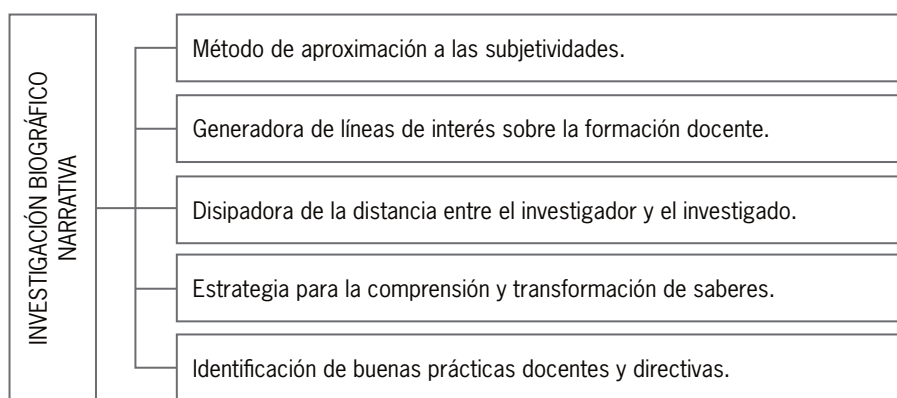 INVESTIGACIÓN BIOGRÁFICO
NARRATIVA
Método de aproximación a las subjetividades.
Generadora de líneas de interés sobre la formación docente.
Disipadora de la distancia entre el investigador y el investigado.
Estrategia para la comprensión y transformación de saberes.
Identificación de buenas prácticas docentes y directivas.